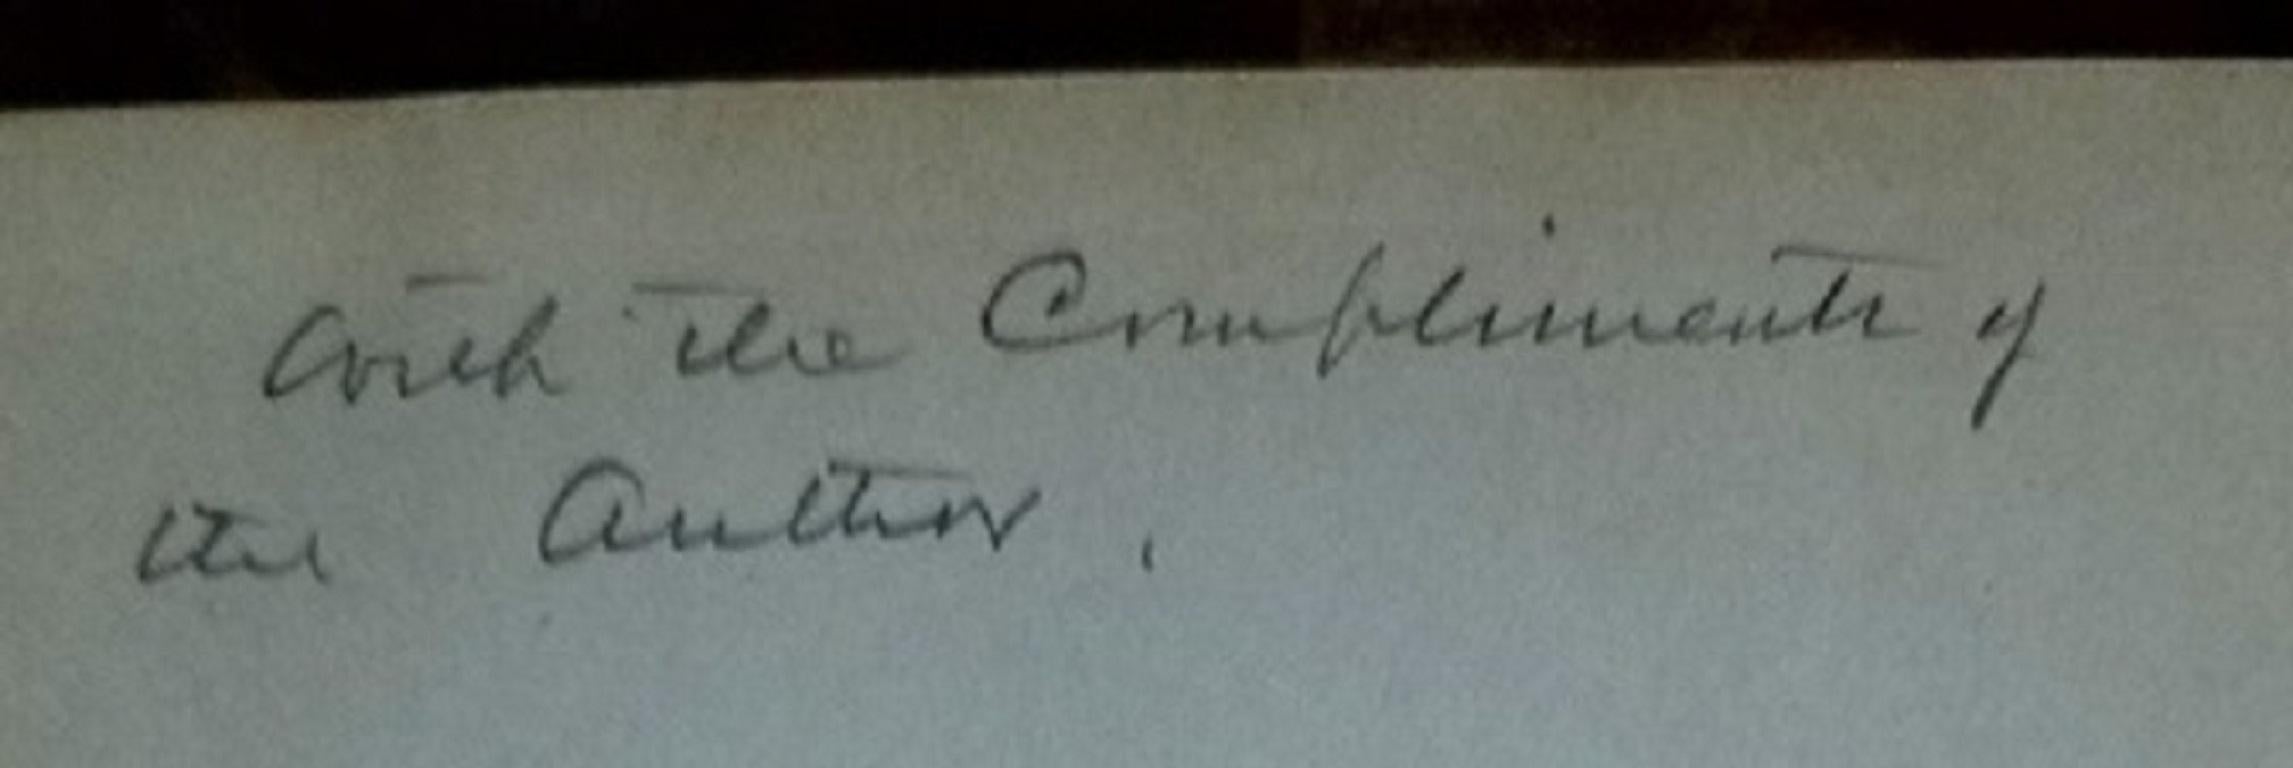 with the Compliments of
the Author.